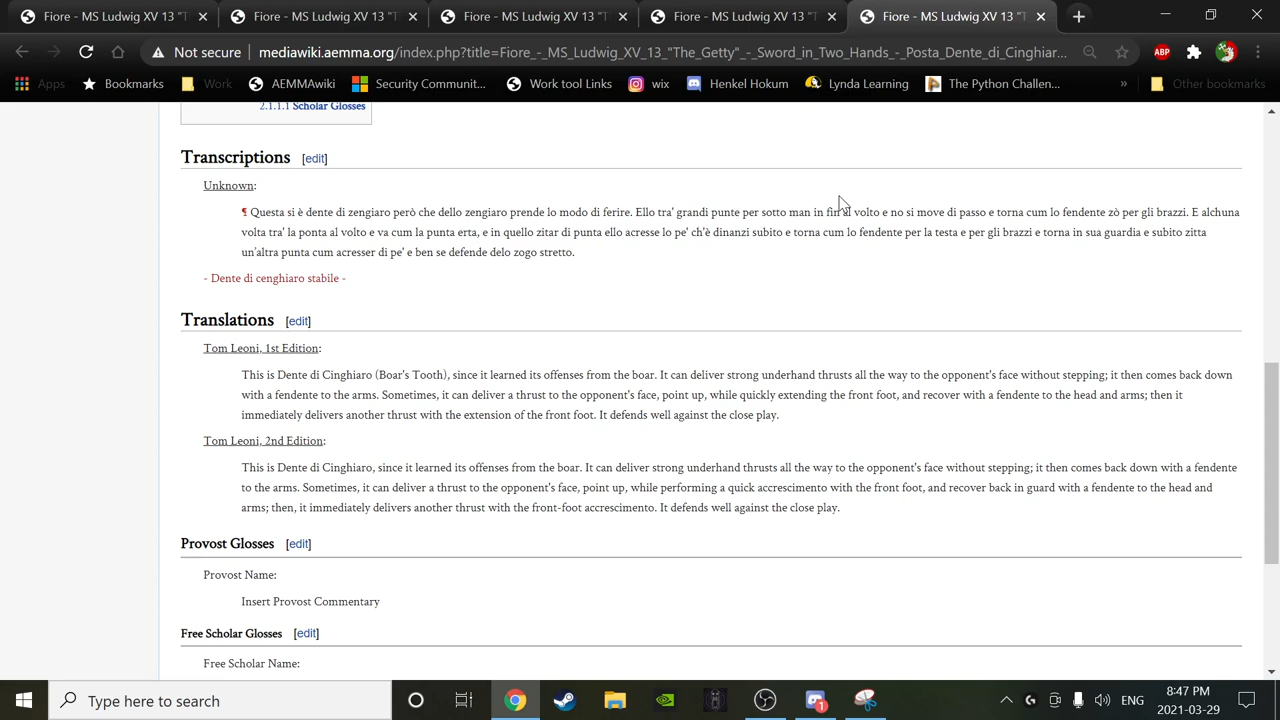 Fiore - MS Ludwig XV 13 "T
Fiore - MS Ludwig XV 13 "T
Fiore - MS Ludwig XV 13 "T
Fiore - MS Ludwig XV 13 "T
Fiore - MS Ludwig XV 13 "T
Not secure mediawiki.aemma.org/index.php?title=Fiore_-_MS_Ludwig_XV_13_"The_Getty"_-_Sword_in_Two_Hands_-_Posta_Dente_di_Cinghiar... ABP
Apps Bookmarks Work AEMMAwiki Security Communit... Work tool Links wix Henkel Hokum Lynda Learning The Python Challen... » Other bookmarks
2.1.1.1 Scholar Glosses
Transcriptions [edit]
Unknown:
¶ Questa si è dente di zengiaro però che dello zengiaro prende lo modo di ferire. Ello tra' grandi punte per sotto man in fin al volto e no si move di passo e torna cum lo fendente zò per gli brazzi. E alchuna
volta tra' la ponta al volto e va cum la punta erta, e in quello zitar di punta ello acresse lo pe' ch'è dinanzi subito e torna cum lo fendente per la testa e per gli brazzi e torna in sua guardia e subito zitta
un'altra punta cum acresser di pe' e ben se defende delo zogo stretto.
- Dente di cenghiaro stabile -
Translations [edit]
Tom Leoni, 1st Edition:
This is Dente di Cinghiaro (Boar's Tooth), since it learned its offenses from the boar. It can deliver strong underhand thrusts all the way to the opponent's face without stepping; it then comes back down
with a fendente to the arms. Sometimes, it can deliver a thrust to the opponent's face, point up, while quickly extending the front foot, and recover with a fendente to the head and arms; then it
immediately delivers another thrust with the extension of the front foot. It defends well against the close play.
Tom Leoni, 2nd Edition:
This is Dente di Cinghiaro, since it learned its offenses from the boar. It can deliver strong underhand thrusts all the way to the opponent's face without stepping; it then comes back down with a fendente
to the arms. Sometimes, it can deliver a thrust to the opponent's face, point up, while performing a quick accrescimento with the front foot, and recover back in guard with a fendente to the head and
arms; then, it immediately delivers another thrust with the front-foot accrescimento. It defends well against the close play.
Provost Glosses [edit]
Provost Name:
Insert Provost Commentary
Free Scholar Glosses [edit]
Free Scholar Name:
Type here to search
1
ENG
8:47 PM
2021-03-29